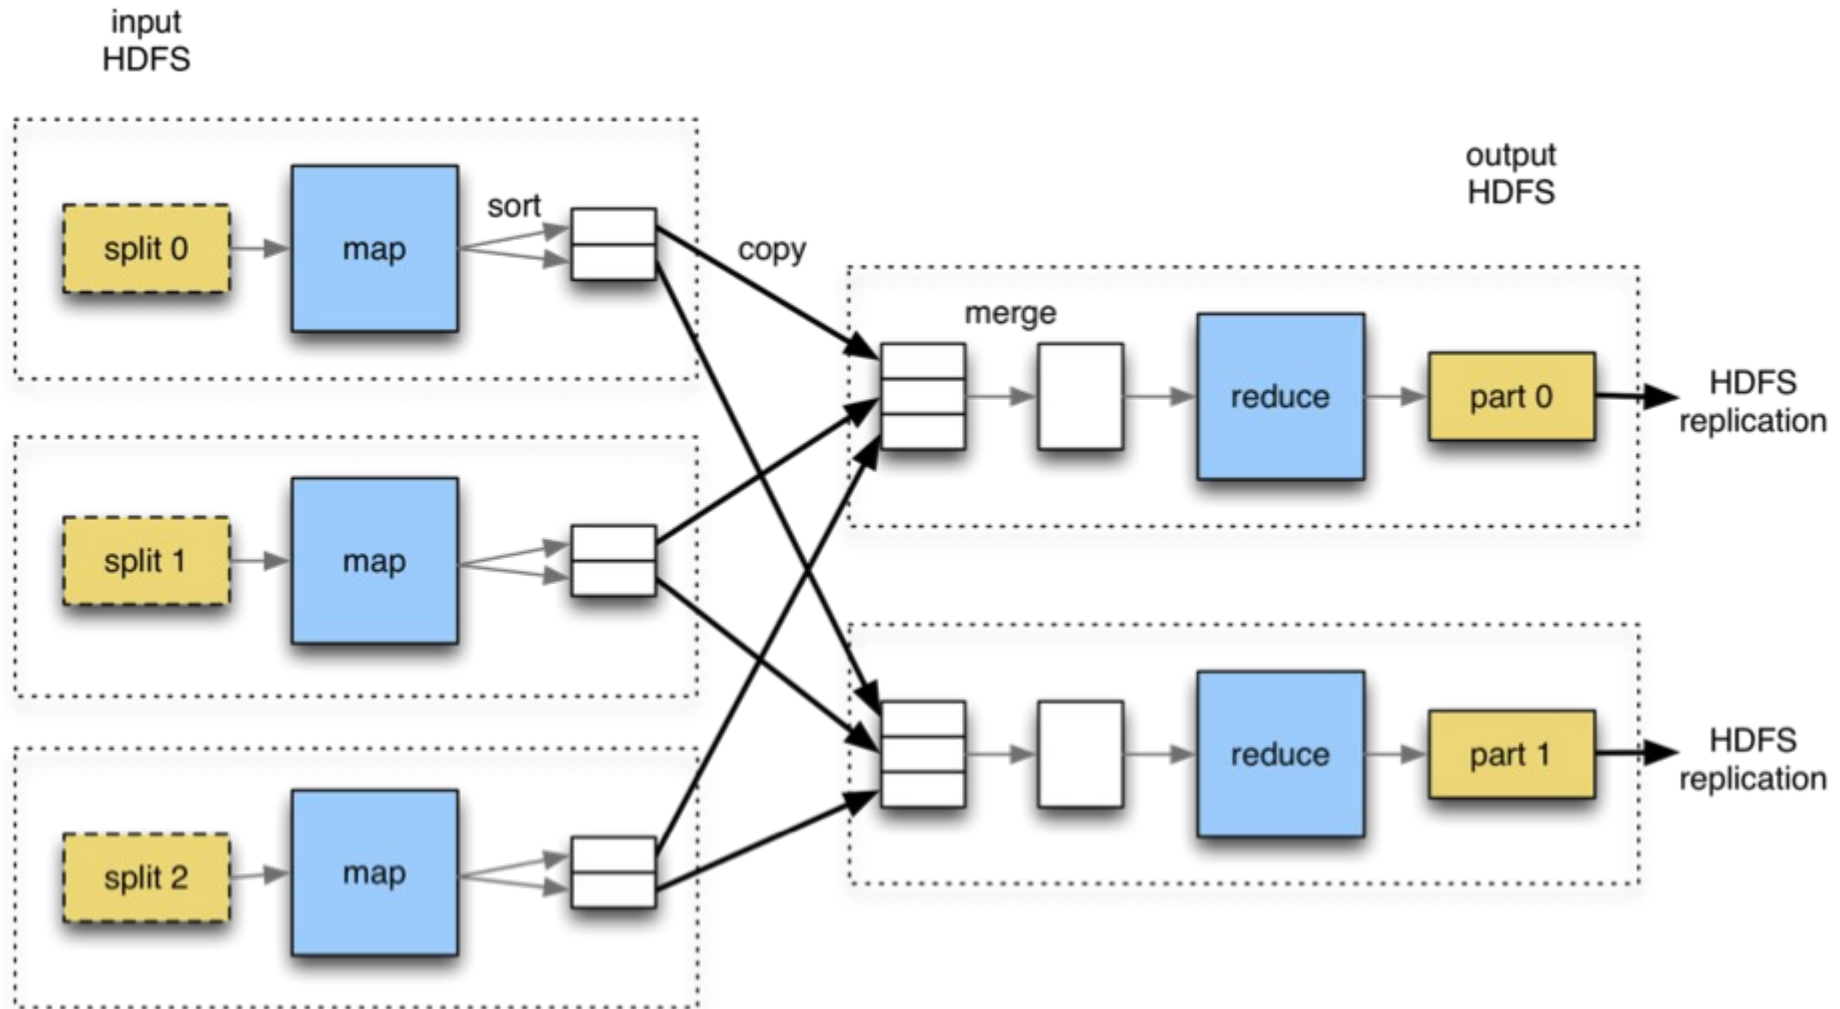 input
HDFS
output
HDFS
split 0
map
sort
copy
merge
reduce
part 0
HDFS
replication
split 1
map
reduce
part 1
HDFS
replication
split 2
map